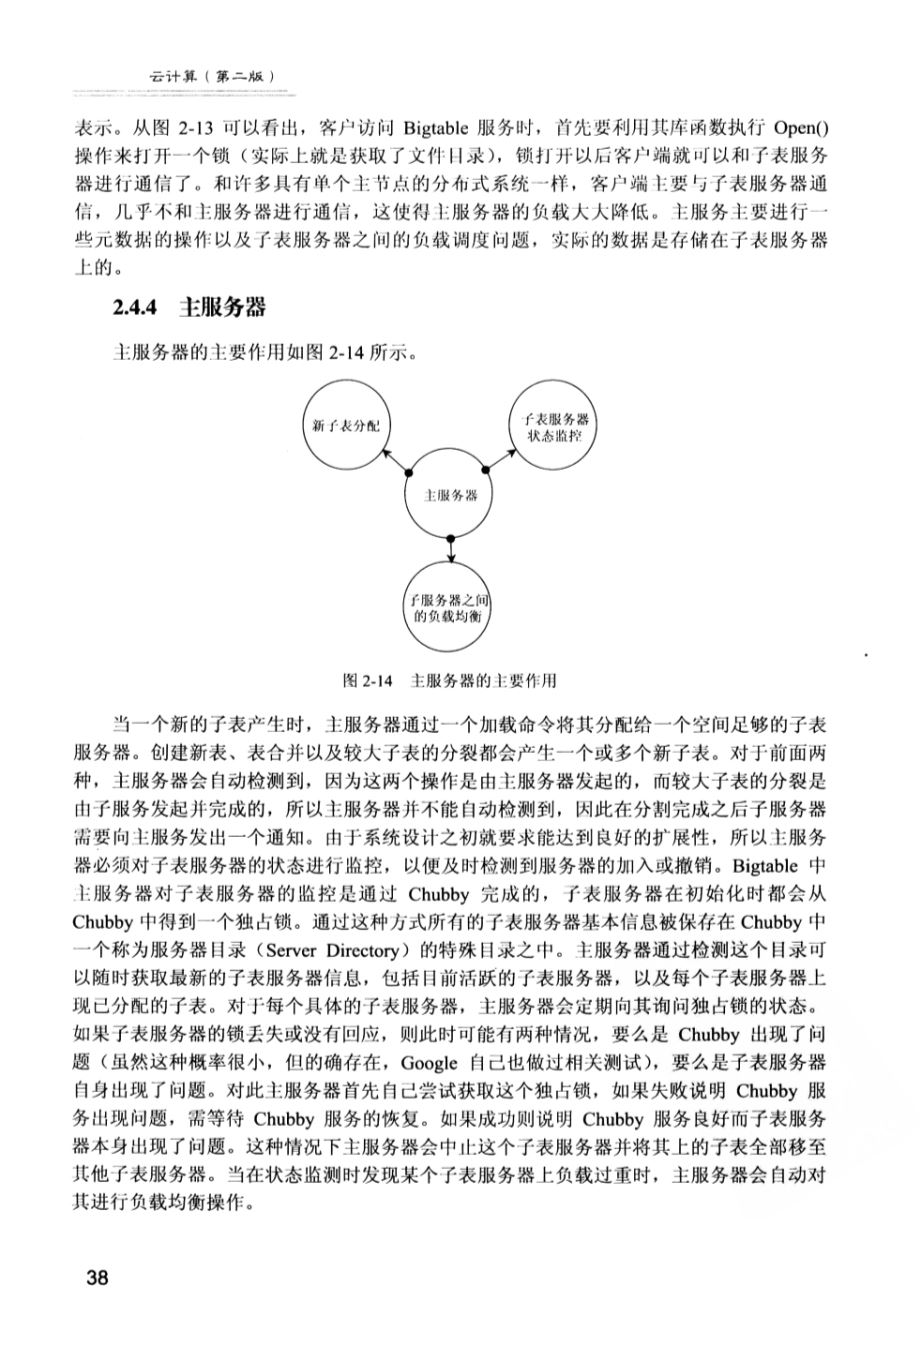 云计算（第二版）
表示。从图 2-13 可以看出，客户访问 Bigtable 服务时，首先要利用其库函数执行 Open()
操作来打开一个锁（实际上就是获取了文件目录），锁打开以后客户端就可以和子表服务
器进行通信了。和许多具有单个主节点的分布式系统一样，客户端主要与子表服务器通
信，几乎不和主服务器进行通信，这使得主服务器的负载大大降低。主服务主要进行一
些元数据的操作以及子表服务器之间的负载调度问题，实际的数据是存储在子表服务器
上的。
2.4.4 主服务器
主服务器的主要作用如图 2-14 所示。
新子表分配
子表服务器
状态监控
主服务器
子服务器之间
的负载均衡
图 2-14 主服务器的主要作用
当一个新的子表产生时，主服务器通过一个加载命令将其分配给一个空间足够的子表
服务器。创建新表、表合并以及较大子表的分裂都会产生一个或多个新子表。对于前面两
种，主服务器会自动检测到，因为这两个操作是由主服务器发起的，而较大子表的分裂是
由子服务发起并完成的，所以主服务器并不能自动检测到，因此在分割完成之后子服务器
需要向主服务发出一个通知。由于系统设计之初就要求能达到良好的扩展性，所以主服务
器必须对子表服务器的状态进行监控，以便及时检测到服务器的加入或撤销。Bigtable 中
主服务器对子表服务器的监控是通过 Chubby 完成的，子表服务器在初始化时都会从
Chubby 中得到一个独占锁。通过这种方式所有的子表服务器基本信息被保存在 Chubby 中
一个称为服务器目录（Server Directory）的特殊目录之中。主服务器通过检测这个目录可
以随时获取最新的子表服务器信息，包括目前活跃的子表服务器，以及每个子表服务器上
现已分配的子表。对于每个具体的子表服务器，主服务器会定期向其询问独占锁的状态。
如果子表服务器的锁丢失或没有回应，则此时可能有两种情况，要么是 Chubby 出现了问
题（虽然这种概率很小，但的确存在，Google 自己也做过相关测试），要么是子表服务器
自身出现了问题。对此主服务器首先自己尝试获取这个独占锁，如果失败说明 Chubby 服
务出现问题，需等待 Chubby 服务的恢复。如果成功则说明 Chubby 服务良好而子表服务
器本身出现了问题。这种情况下主服务器会中止这个子表服务器并将其上的子表全部移至
其他子表服务器。当在状态监测时发现某个子表服务器上负载过重时，主服务器会自动对
其进行负载均衡操作。
38